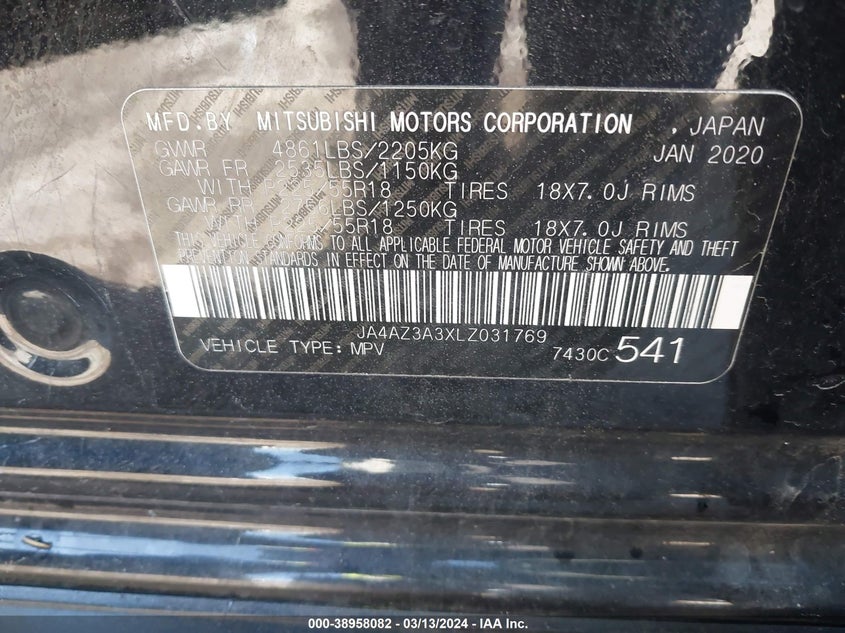 MFD.BY MITSUBISHI MOTORS CORPORATION , JAPAN
GVWR 4861LBS/2205KG JAN 2020
GAWR FR 2535LBS/1150KG
WITH 55R18 TIRES 18X7.0J RIMS
GAWR RR LBS/1250KG
WITH 55R18 TIRES 18X7.0J RIMS
THIS VEHICLE CONFORMS TO ALL APPLICABLE FEDERAL MOTOR VEHICLE SAFETY AND THEFT
PREVENTION STANDARDS IN EFFECT ON THE DATE OF MANUFACTURE SHOWN ABOVE.
JA4AZ3A3XLZ031769
VEHICLE TYPE: MPV 7430C 541
000-38958082 - 03/13/2024 - IAA Inc.